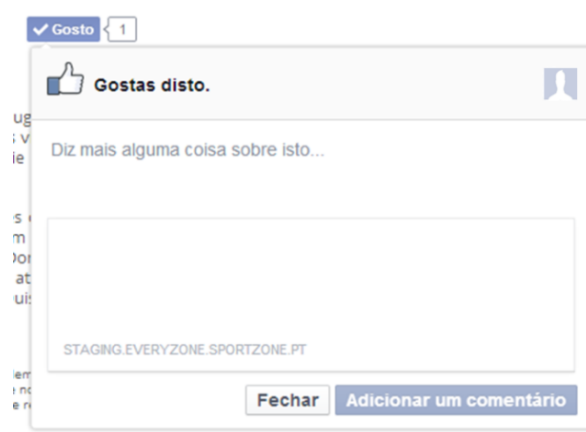 Gosto 1
Gostas disto.
Diz mais alguma coisa sobre isto...
STAGING.EVERYZONE.SPORTZONE.PT
Fechar Adicionar um comentário